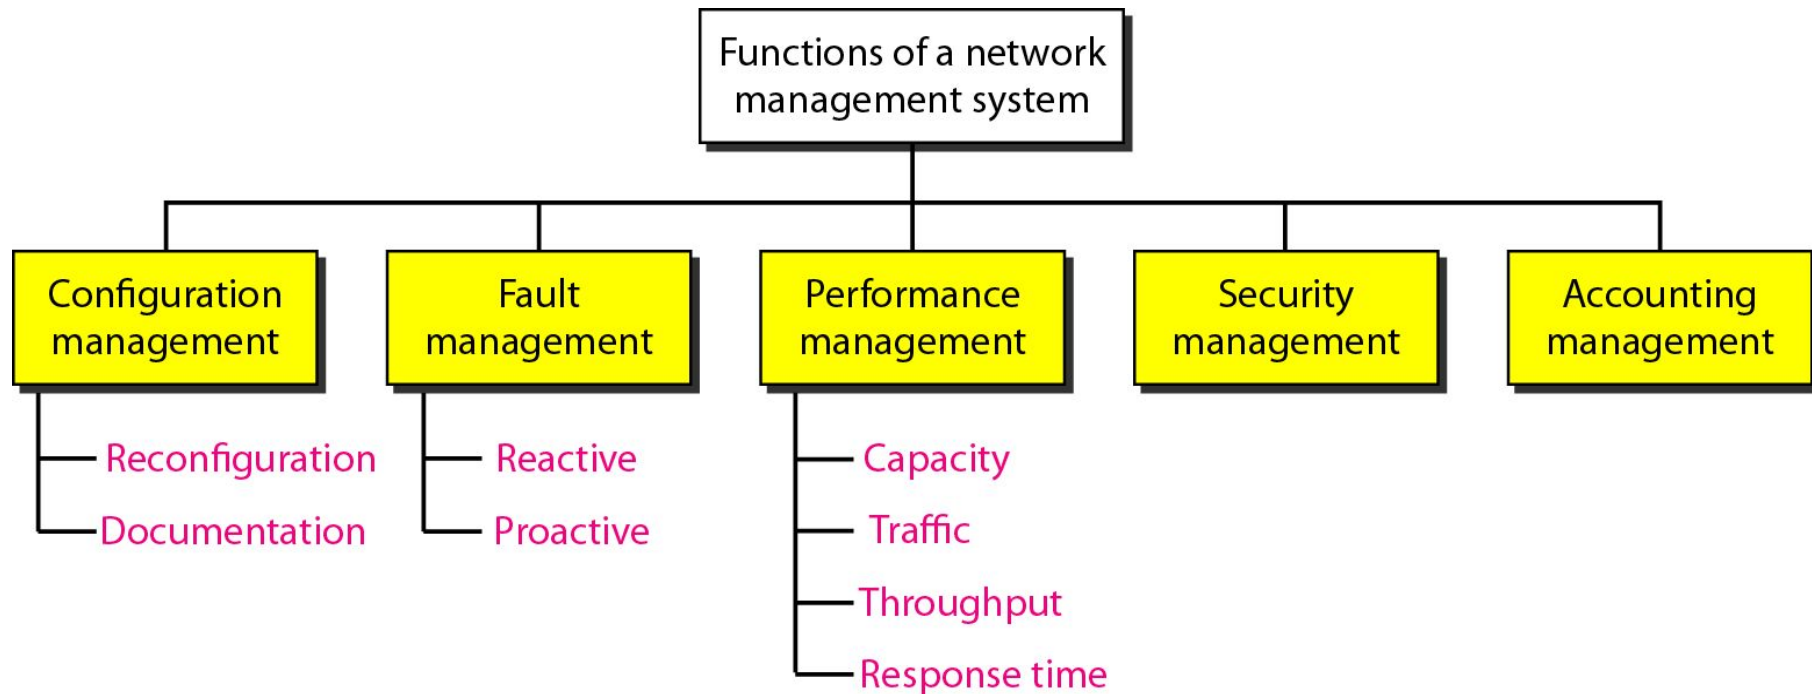 Functions of a network
management system
Configuration
management
Fault
management
Performance
management
Security
management
Accounting
management
Reconfiguration
Documentation
Reactive
Proactive
Capacity
Traffic
Throughput
Response time